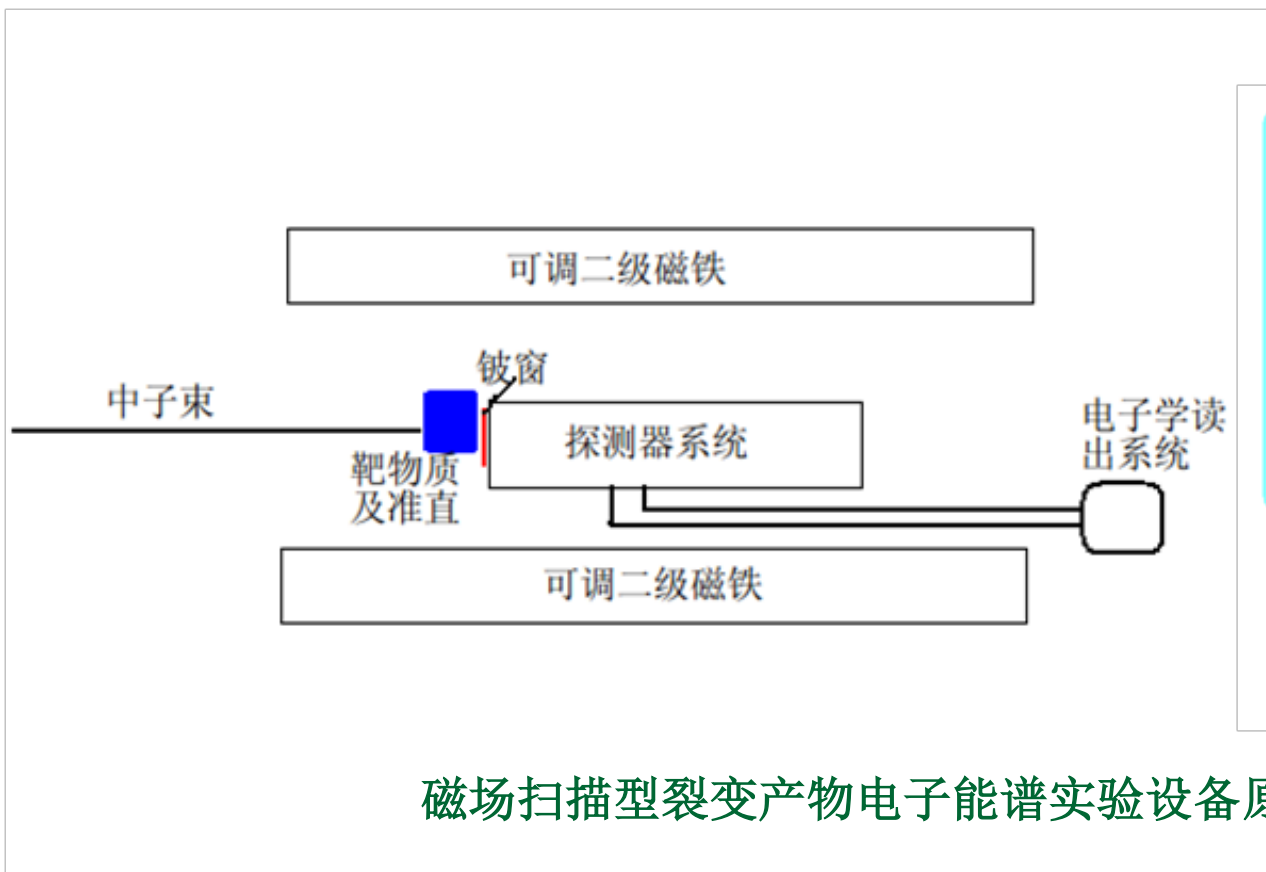 可调二级磁铁
铍窗
中子束
探测器系统
电子学读
出系统
靶物质
及准直
可调二级磁铁
磁场扫描型裂变产物电子能谱实验设备